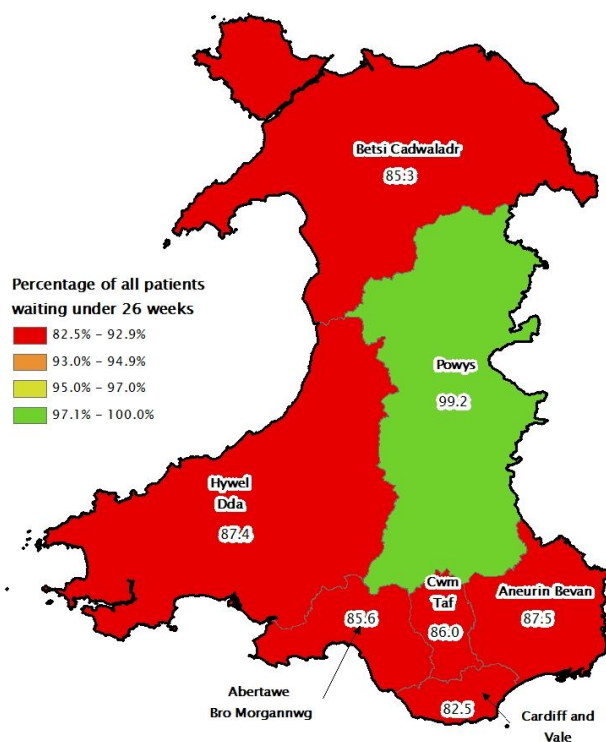 Betsi Cadwaladr
85.3
Percentage of all patients
waiting under 26 weeks
82.5% - 92.9%
93.0% - 94.9%
95.0% - 97.0%
97.1% - 100.0%
Powys
99.2
Hywel
Dda
87.4
Cwm
Taf
86.0
Aneurin Bevan
87.5
85.6
Abertawe
Bro Morgannwg
82.5
Cardiff and
Vale